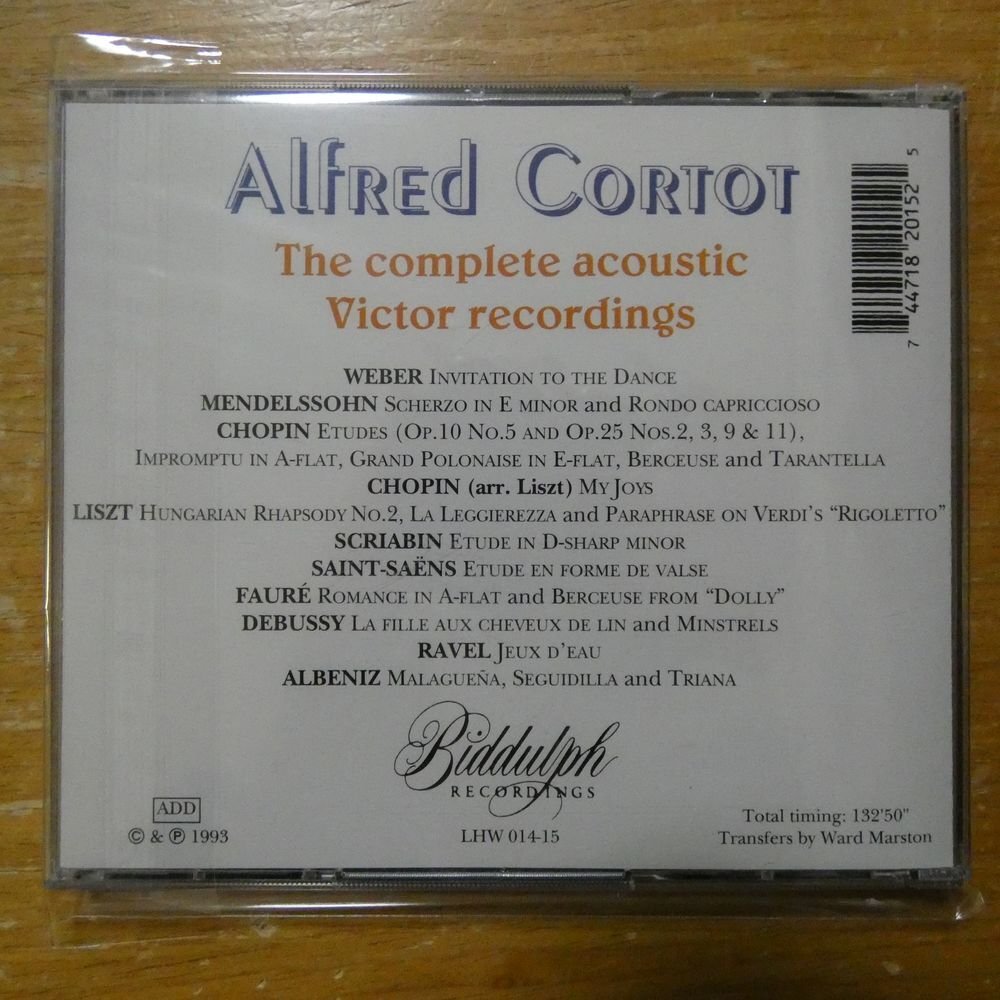 Alfred Cortot
The complete acoustic
Victor recordings
WEBER INVITATION TO THE DANCE
MENDELSSOHN SCHERZO IN E MINOR and RONDO CAPRICCIOSO
CHOPIN ETUDES (OP.10 NO.5 AND OP.25 NOS.2, 3, 9 & 11),
IMPROMPTU IN A-FLAT, GRAND POLONAISE IN E-FLAT, BERCEUSE and TARANTELLA
CHOPIN (arr. Liszt) MY JOYS
LISZT HUNGARIAN RHAPSODY NO.2, LA LEGGIEREZZA and PARAPHRASE ON VERDI'S “RIGOLETTO”
SCRIABIN ETUDE IN D-SHARP MINOR
SAINT-SAËNS ETUDE EN FORME DE VALSE
FAURÉ ROMANCE IN A-FLAT and BERCEUSE FROM “DOLLY”
DEBUSSY LA FILLE AUX CHEVEUX DE LIN and MINSTRELS
RAVEL JEUX D'EAU
ALBENIZ MALAGUEÑA, SEGUIDILLA and TRIANA
Biddulph
RECORDINGS
ADD
© & ℗ 1993
LHW 014-15
Total timing: 132'50"
Transfers by Ward Marston
7 44718 20152 5